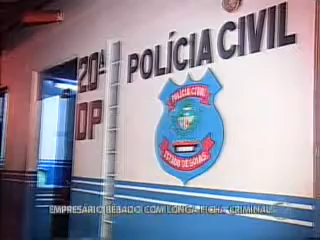 20ª
DP
POLÍCIA CIVIL
POLÍCIA CIVIL
ESTADO DE GOIÁS
EMPRESÁRIO BÊBADO COM LONGA FICHA CRIMINAL